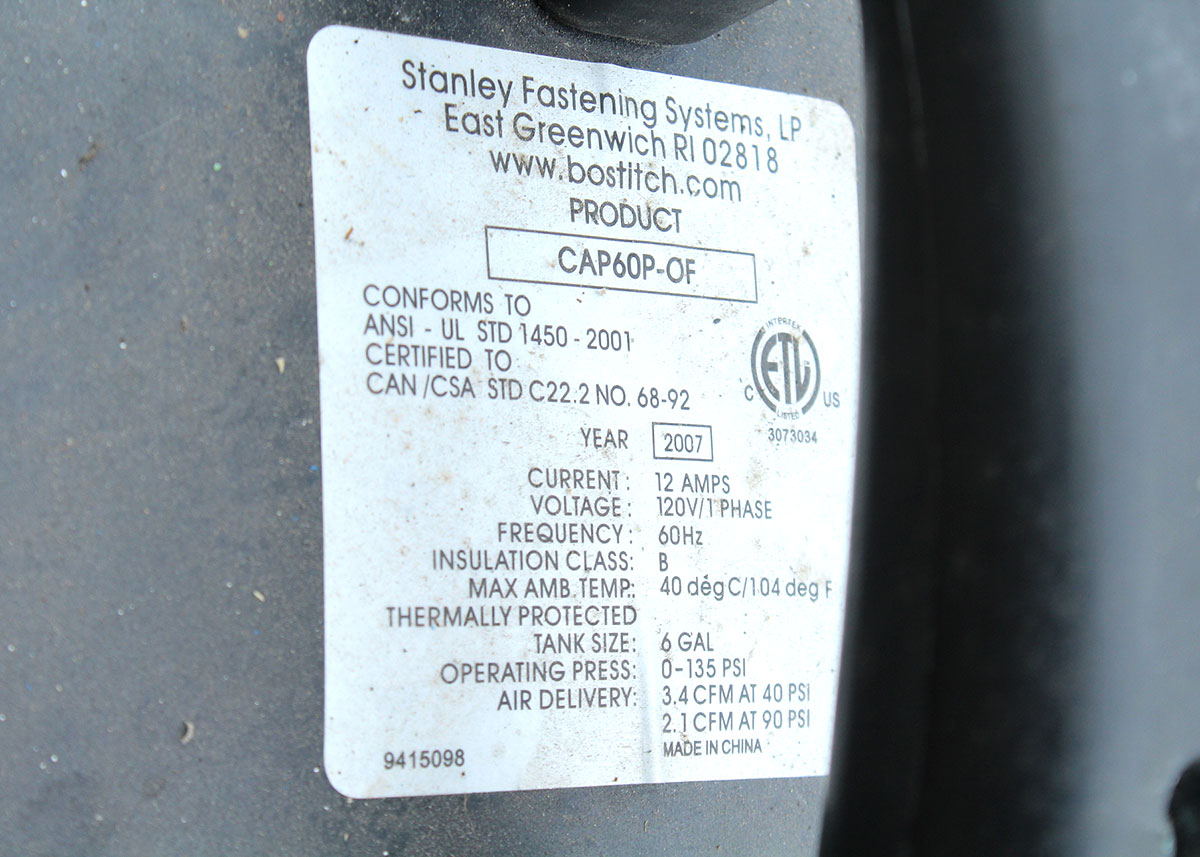 Stanley Fastening Systems, LP
East Greenwich RI 02818
www.bostitch.com
PRODUCT
CAP60P-OF
CONFORMS TO
ANSI - UL STD 1450 - 2001
CERTIFIED TO
CAN /CSA STD C22.2 NO. 68-92
INTERTEK
ETL
C US
LISTED
3073034
YEAR 2007
CURRENT: 12 AMPS
VOLTAGE: 120V/1 PHASE
FREQUENCY: 60Hz
INSULATION CLASS: B
MAX AMB. TEMP.: 40 deg C/104 deg F
THERMALLY PROTECTED
TANK SIZE: 6 GAL
OPERATING PRESS: 0-135 PSI
AIR DELIVERY: 3.4 CFM AT 40 PSI
2.1 CFM AT 90 PSI
MADE IN CHINA
9415098